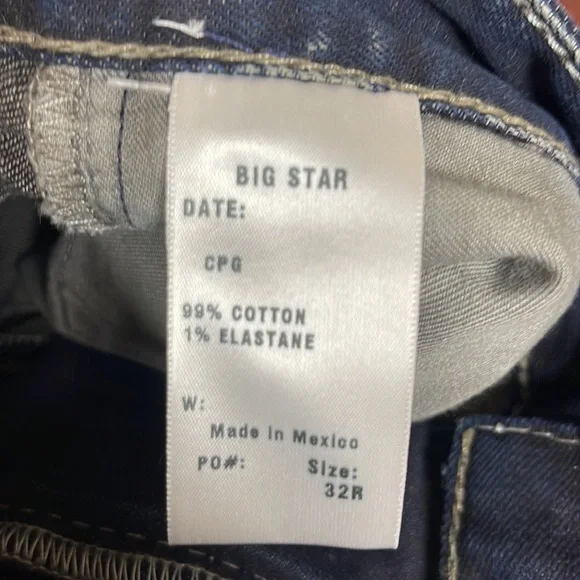 BIG STAR
DATE:
CPG
99% COTTON
1% ELASTANE
W:
Made in Mexico
PO#: Size:
32R